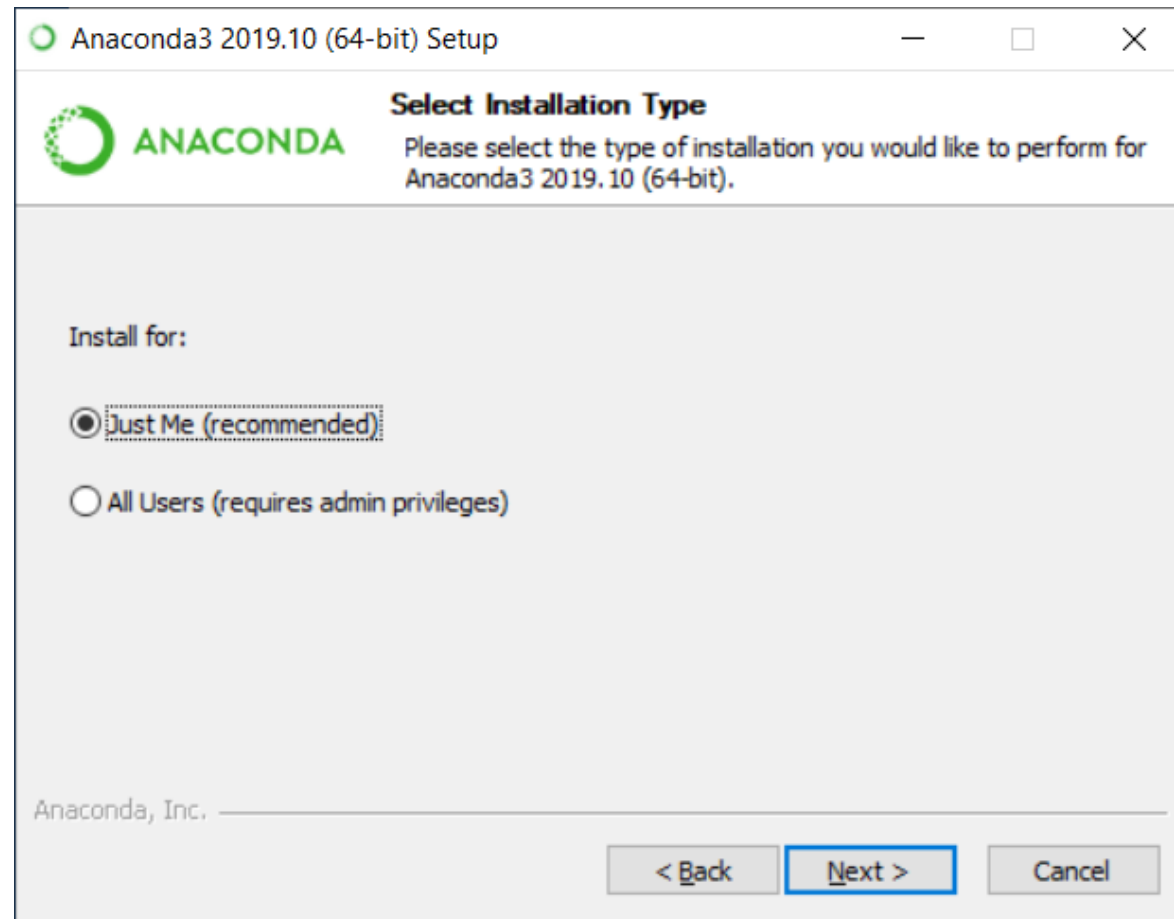 Anaconda3 2019.10 (64-bit) Setup
ANACONDA
Select Installation Type
Please select the type of installation you would like to perform for
Anaconda3 2019.10 (64-bit).
Install for:
Just Me (recommended)
All Users (requires admin privileges)
Anaconda, Inc.
< Back
Next >
Cancel